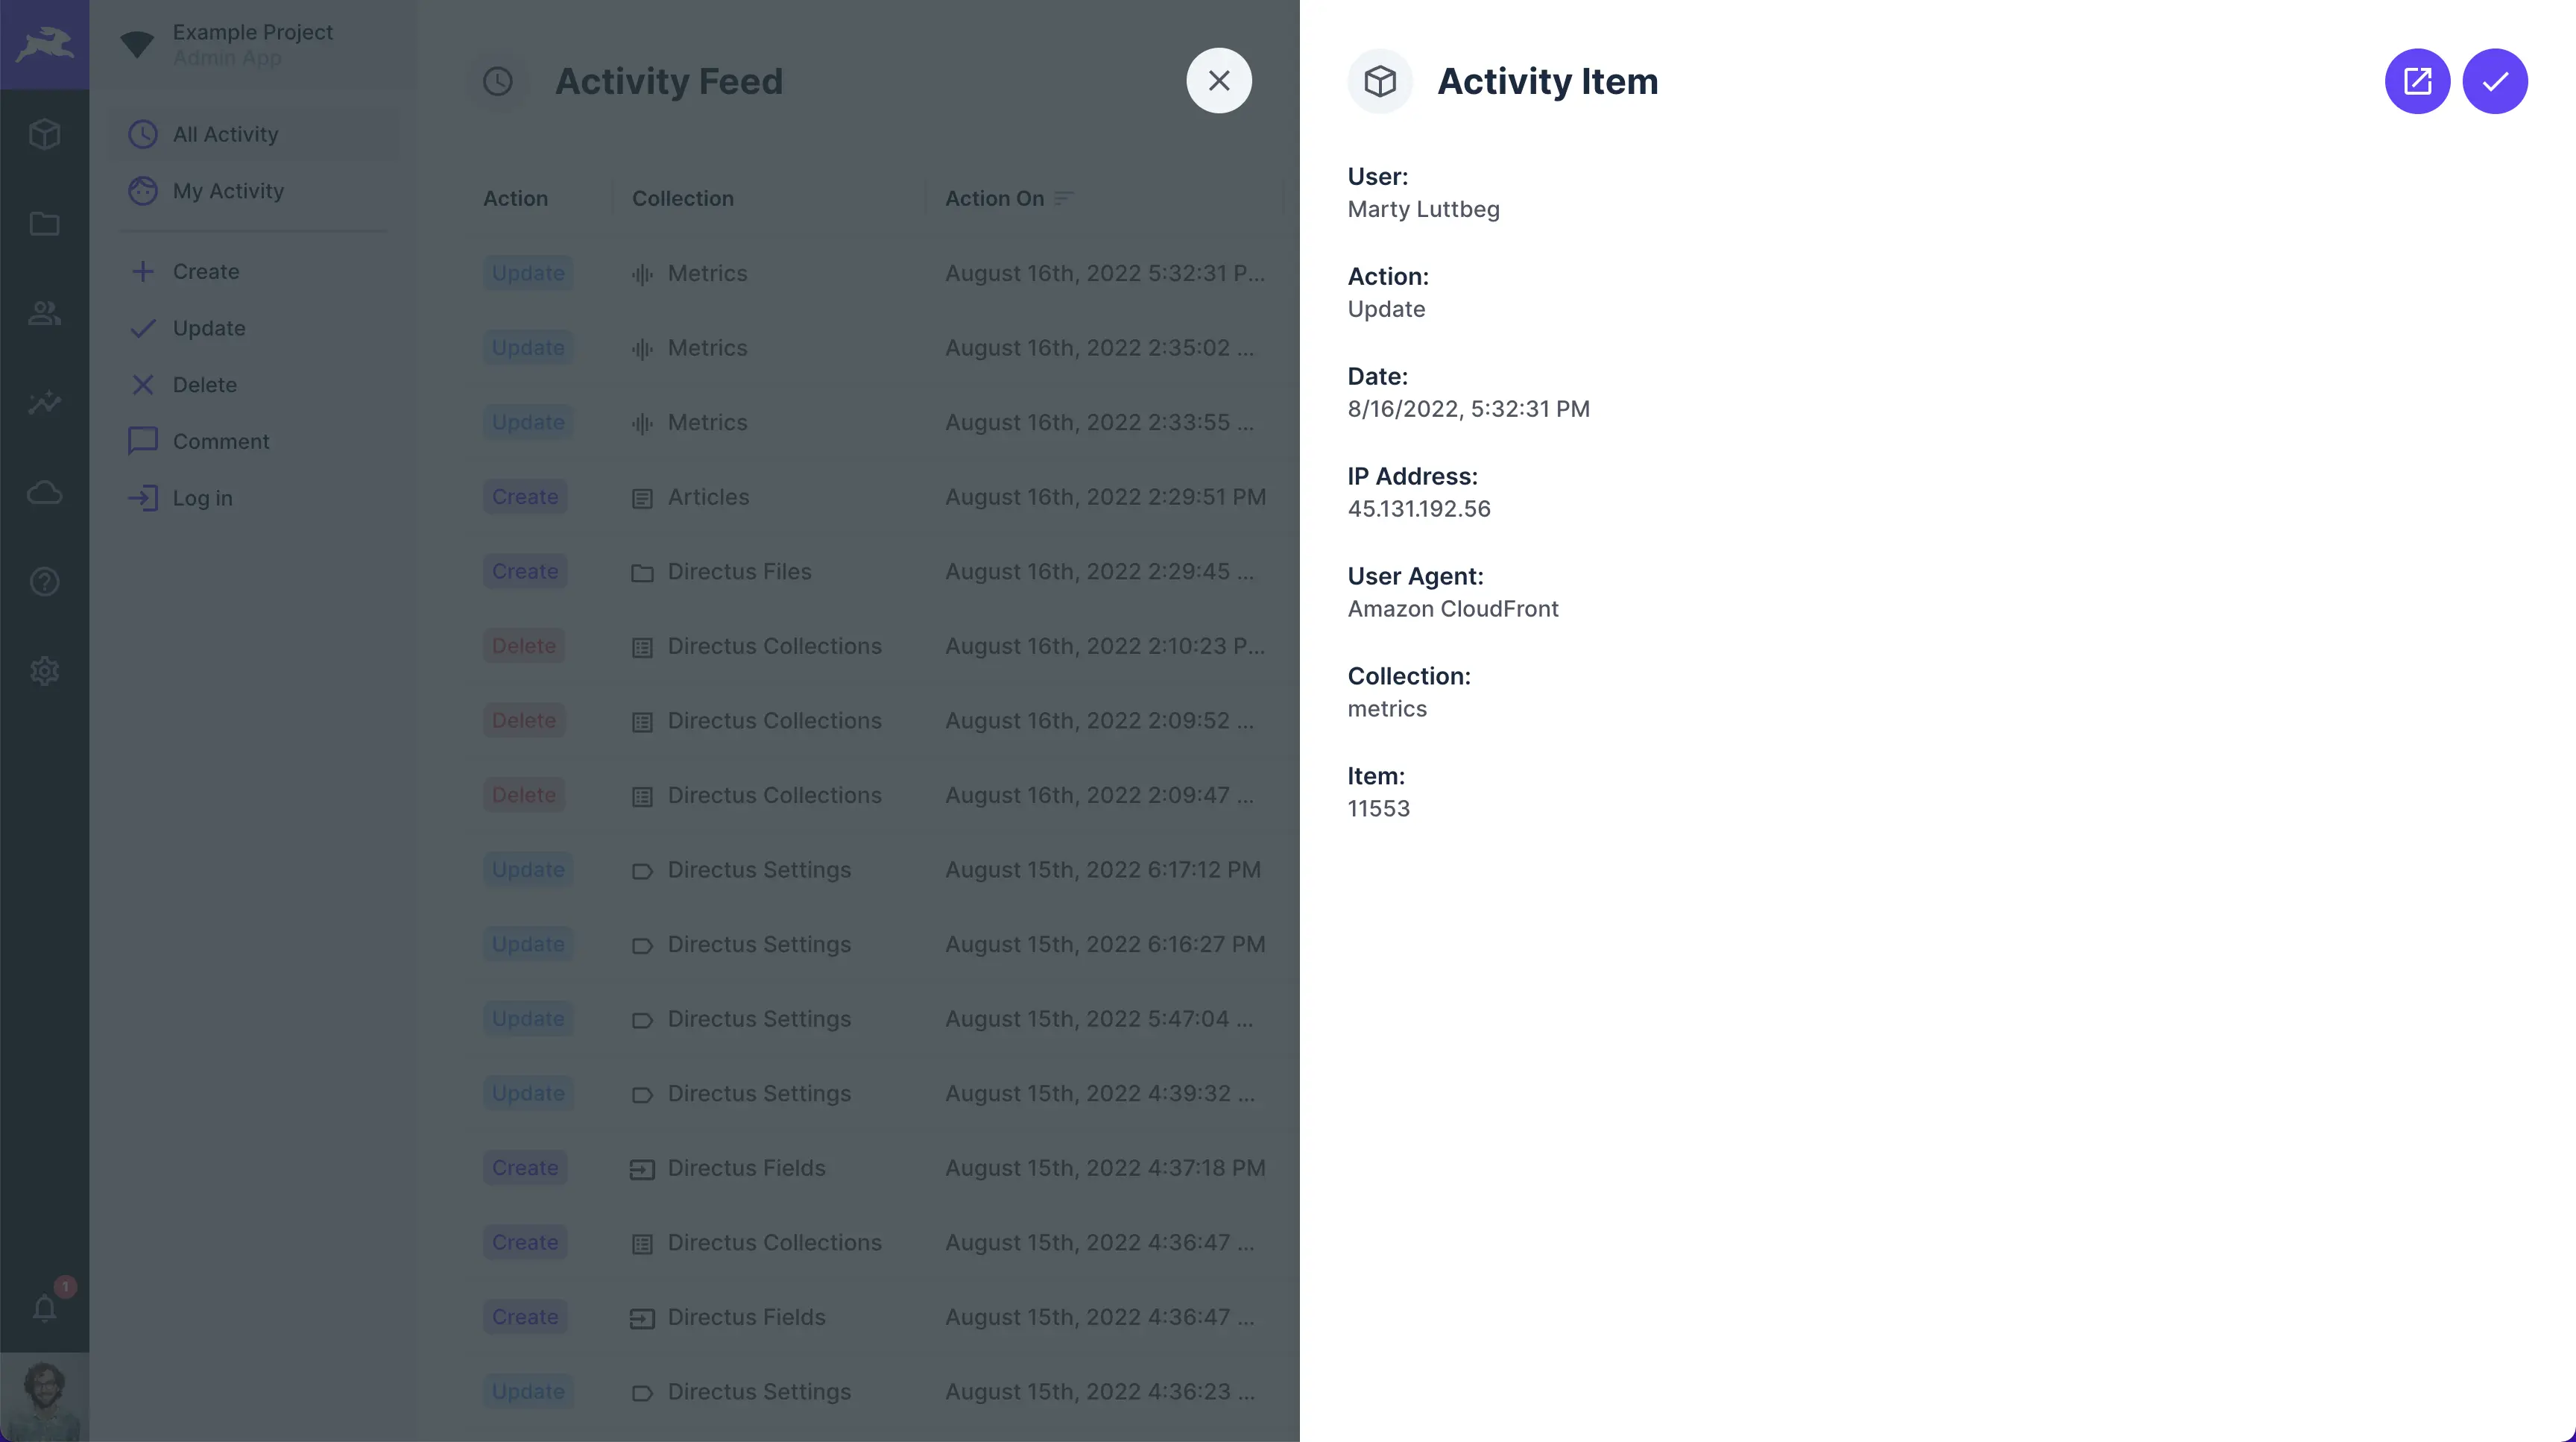 Example Project
Admin App
All Activity
My Activity
Create
Update
Delete
Comment
Log in
1
Activity Feed
Action Collection Action On
Update Metrics August 16th, 2022 5:32:31 P...
Update Metrics August 16th, 2022 2:35:02 ...
Update Metrics August 16th, 2022 2:33:55 ...
Create Articles August 16th, 2022 2:29:51 PM
Create Directus Files August 16th, 2022 2:29:45 ...
Delete Directus Collections August 16th, 2022 2:10:23 P...
Delete Directus Collections August 16th, 2022 2:09:52 ...
Delete Directus Collections August 16th, 2022 2:09:47 ...
Update Directus Settings August 15th, 2022 6:17:12 PM
Update Directus Settings August 15th, 2022 6:16:27 PM
Update Directus Settings August 15th, 2022 5:47:04 ...
Update Directus Settings August 15th, 2022 4:39:32 ...
Create Directus Fields August 15th, 2022 4:37:18 PM
Create Directus Collections August 15th, 2022 4:36:47 ...
Create Directus Fields August 15th, 2022 4:36:47 ...
Update Directus Settings August 15th, 2022 4:36:23 ...
Activity Item
User:
Marty Luttbeg
Action:
Update
Date:
8/16/2022, 5:32:31 PM
IP Address:
45.131.192.56
User Agent:
Amazon CloudFront
Collection:
metrics
Item:
11553